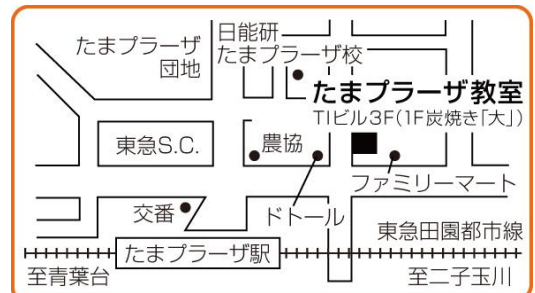 日能研
たまプラーザ校
たまプラーザ
団地
たまプラーザ教室
TIビル3F(1F炭焼き「大」)
東急S.C.
農協
ファミリーマート
交番
ドトール
東急田園都市線
たまプラーザ駅
至青葉台
至二子玉川